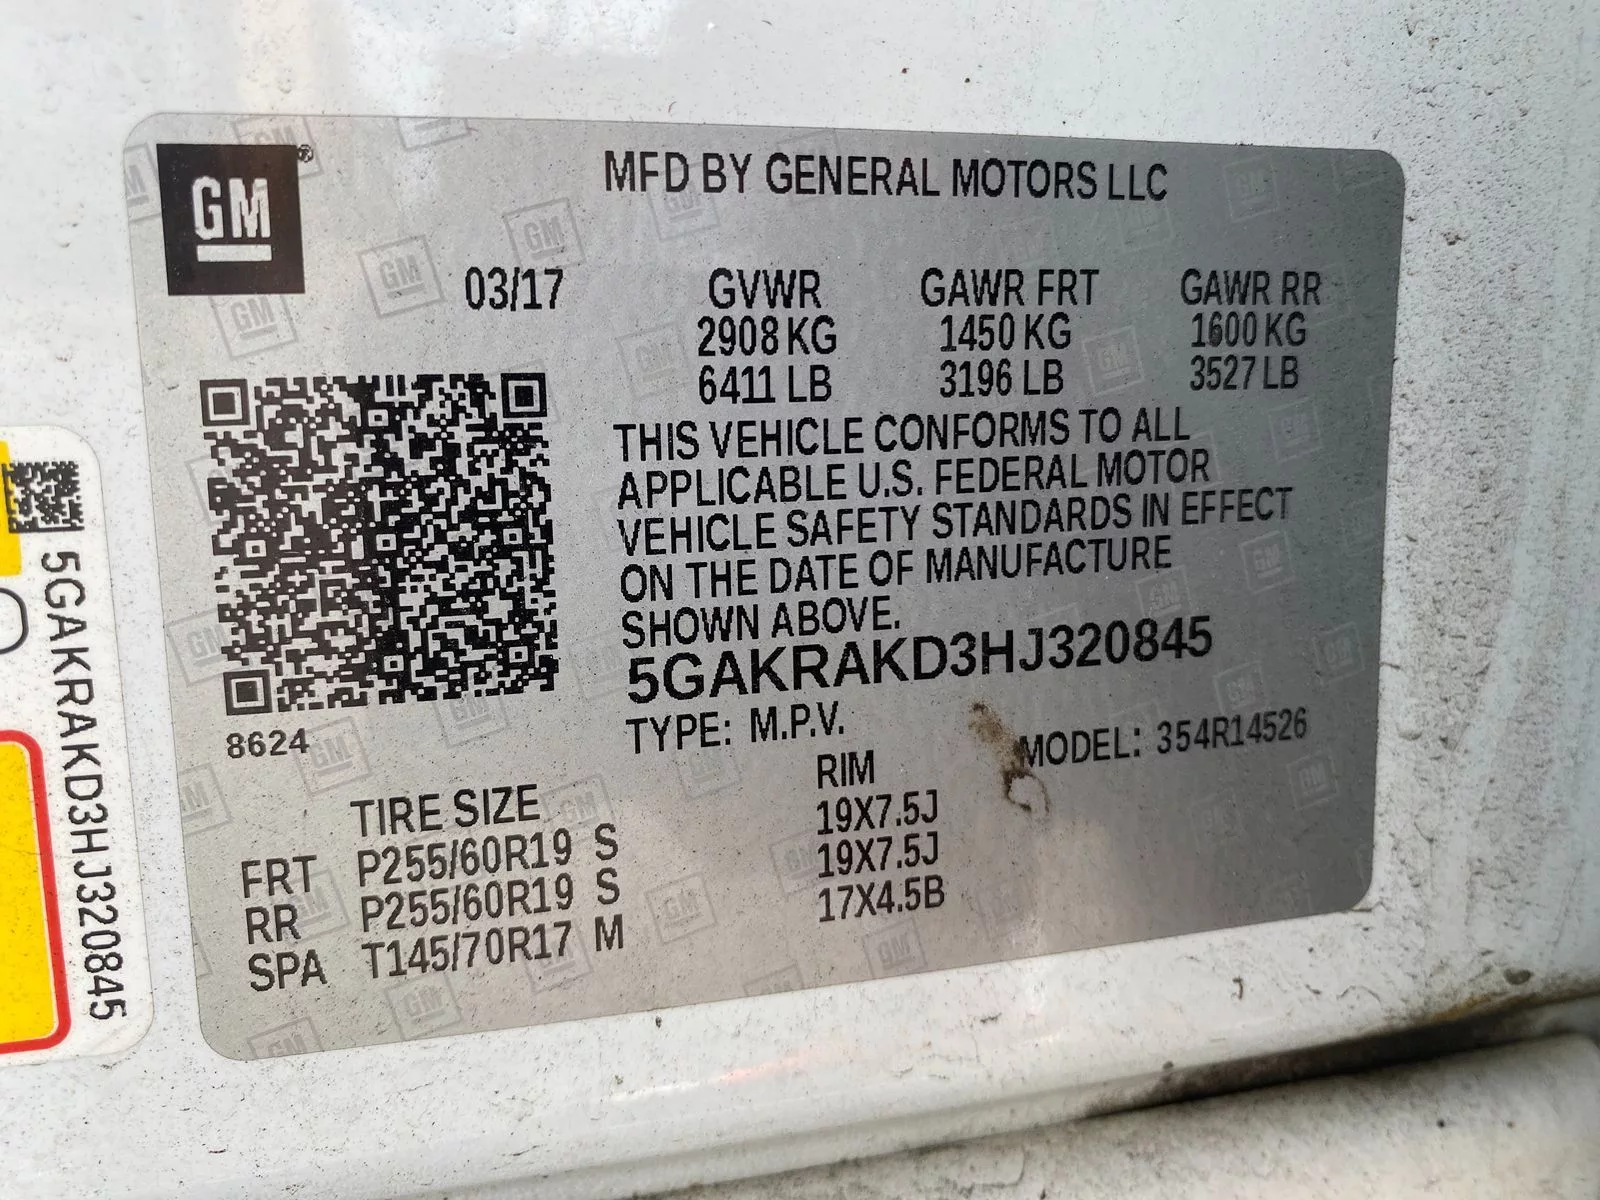 GM
MFD BY GENERAL MOTORS LLC
03/17
GVWR GAWR FRT GAWR RR
2908 KG 1450 KG 1600 KG
6411 LB 3196 LB 3527 LB
THIS VEHICLE CONFORMS TO ALL
APPLICABLE U.S. FEDERAL MOTOR
VEHICLE SAFETY STANDARDS IN EFFECT
ON THE DATE OF MANUFACTURE
SHOWN ABOVE.
5GAKRAKD3HJ320845
8624
TYPE: M.P.V. MODEL: 354R14526
TIRE SIZE RIM
FRT P255/60R19 S 19X7.5J
RR P255/60R19 S 19X7.5J
SPA T145/70R17 M 17X4.5B
5GAKRAKD3HJ320845